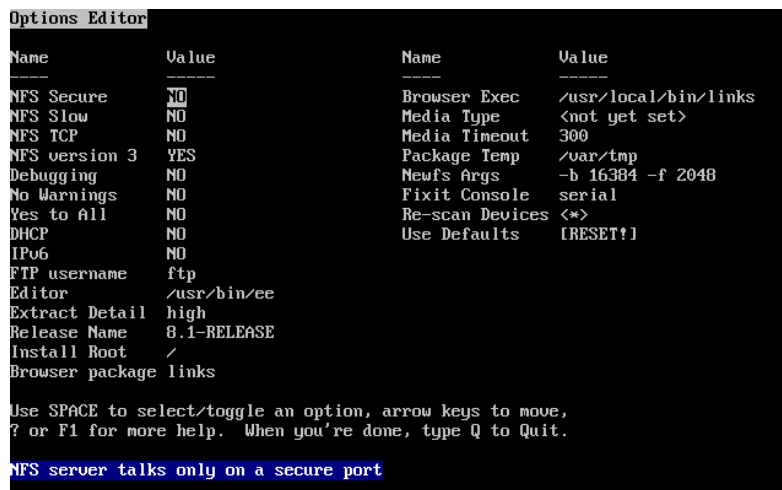 Options Editor
Name Value Name Value
---- ----- ---- -----
NFS Secure NO Browser Exec /usr/local/bin/links
NFS Slow NO Media Type <not yet set>
NFS TCP NO Media Timeout 300
NFS version 3 YES Package Temp /var/tmp
Debugging NO Newfs Args -b 16384 -f 2048
No Warnings NO Fixit Console serial
Yes to All NO Re-scan Devices <*>
DHCP NO Use Defaults [RESET!]
IPv6 NO
FTP username ftp
Editor /usr/bin/ee
Extract Detail high
Release Name 8.1-RELEASE
Install Root /
Browser package links
Use SPACE to select/toggle an option, arrow keys to move,
? or F1 for more help. When you're done, type Q to Quit.
NFS server talks only on a secure port